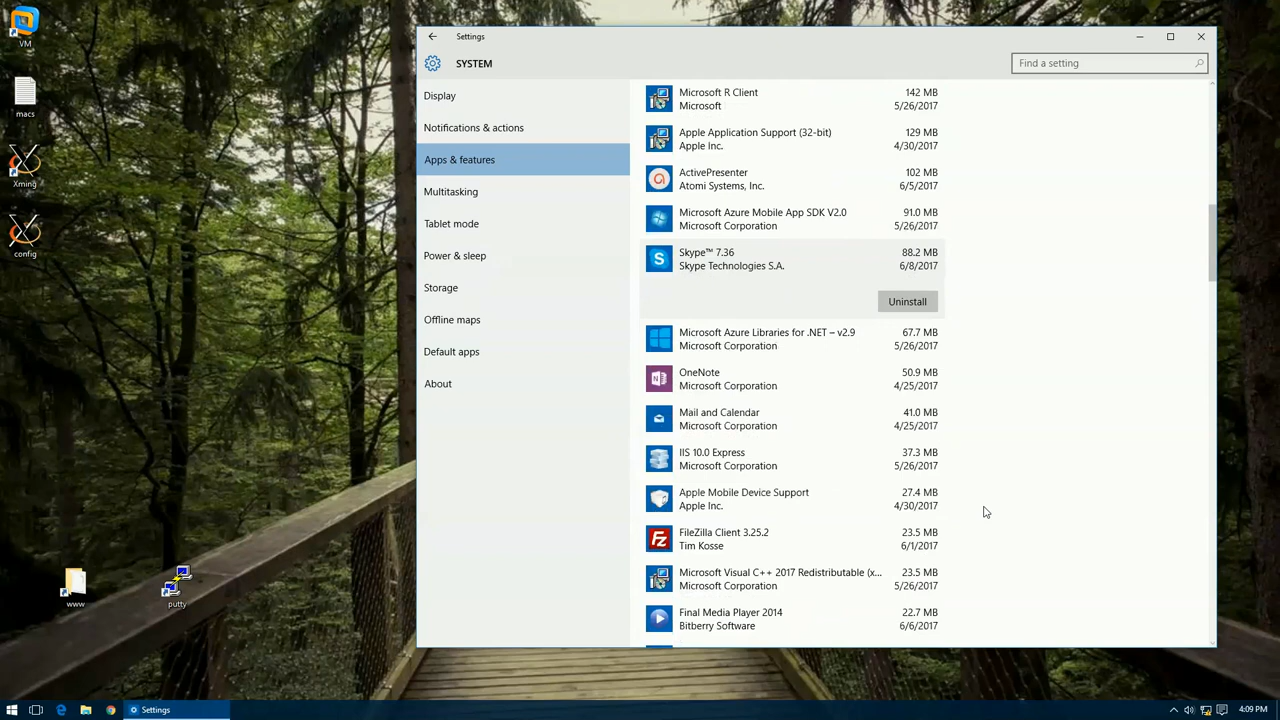 VM
macs
Xming
config
www
putty
Settings
SYSTEM
Find a setting
Display
Notifications & actions
Apps & features
Multitasking
Tablet mode
Power & sleep
Storage
Offline maps
Default apps
About
Microsoft R Client 142 MB
Microsoft 5/26/2017
Apple Application Support (32-bit) 129 MB
Apple Inc. 4/30/2017
ActivePresenter 102 MB
Atomi Systems, Inc. 6/5/2017
Microsoft Azure Mobile App SDK V2.0 91.0 MB
Microsoft Corporation 5/26/2017
Skype™ 7.36 88.2 MB
Skype Technologies S.A. 6/8/2017
Uninstall
Microsoft Azure Libraries for .NET – v2.9 67.7 MB
Microsoft Corporation 5/26/2017
OneNote 50.9 MB
Microsoft Corporation 4/25/2017
Mail and Calendar 41.0 MB
Microsoft Corporation 4/25/2017
IIS 10.0 Express 37.3 MB
Microsoft Corporation 5/26/2017
Apple Mobile Device Support 27.4 MB
Apple Inc. 4/30/2017
FileZilla Client 3.25.2 23.5 MB
Tim Kosse 6/1/2017
Microsoft Visual C++ 2017 Redistributable (x... 23.5 MB
Microsoft Corporation 5/26/2017
Final Media Player 2014 22.7 MB
Bitberry Software 6/6/2017
Settings
4:09 PM